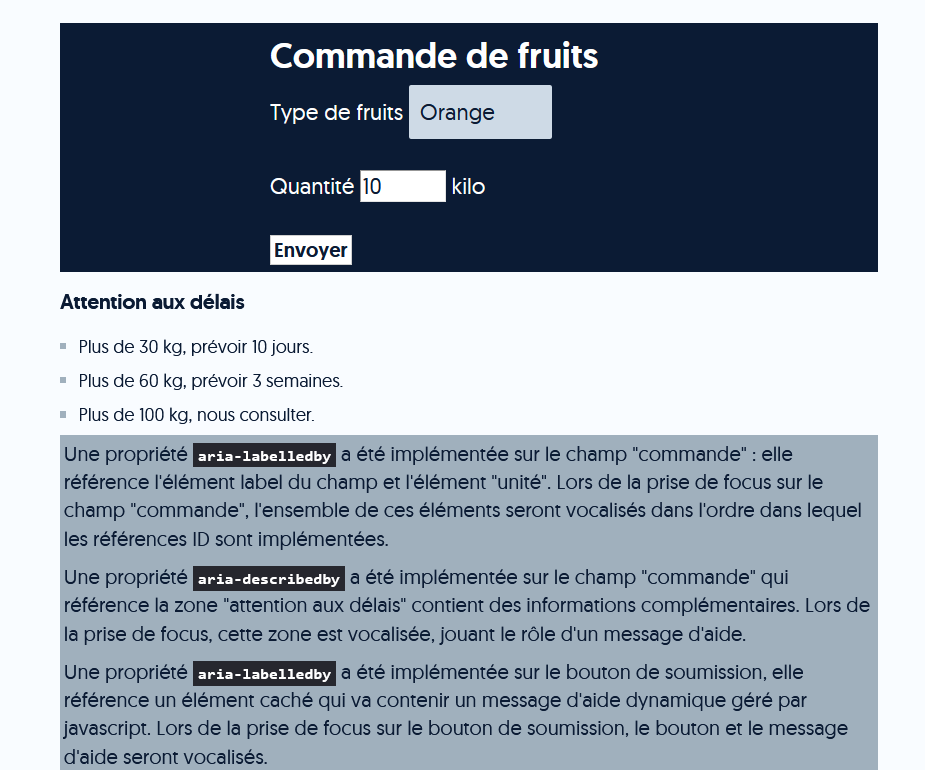 Commande de fruits
Type de fruits Orange
Quantité 10 kilo
Envoyer
Attention aux délais
Plus de 30 kg, prévoir 10 jours.
Plus de 60 kg, prévoir 3 semaines.
Plus de 100 kg, nous consulter.
Une propriété aria-labelledby a été implémentée sur le champ "commande" : elle
référence l'élément label du champ et l'élément "unité". Lors de la prise de focus sur le
champ "commande", l'ensemble de ces éléments seront vocalisés dans l'ordre dans lequel
les références ID sont implémentées.
Une propriété aria-describedby a été implémentée sur le champ "commande" qui
référence la zone "attention aux délais" contient des informations complémentaires. Lors de
la prise de focus, cette zone est vocalisée, jouant le rôle d'un message d'aide.
Une propriété aria-labelledby a été implémentée sur le bouton de soumission, elle
référence un élément caché qui va contenir un message d'aide dynamique géré par
javascript. Lors de la prise de focus sur le bouton de soumission, le bouton et le message
d'aide seront vocalisés.